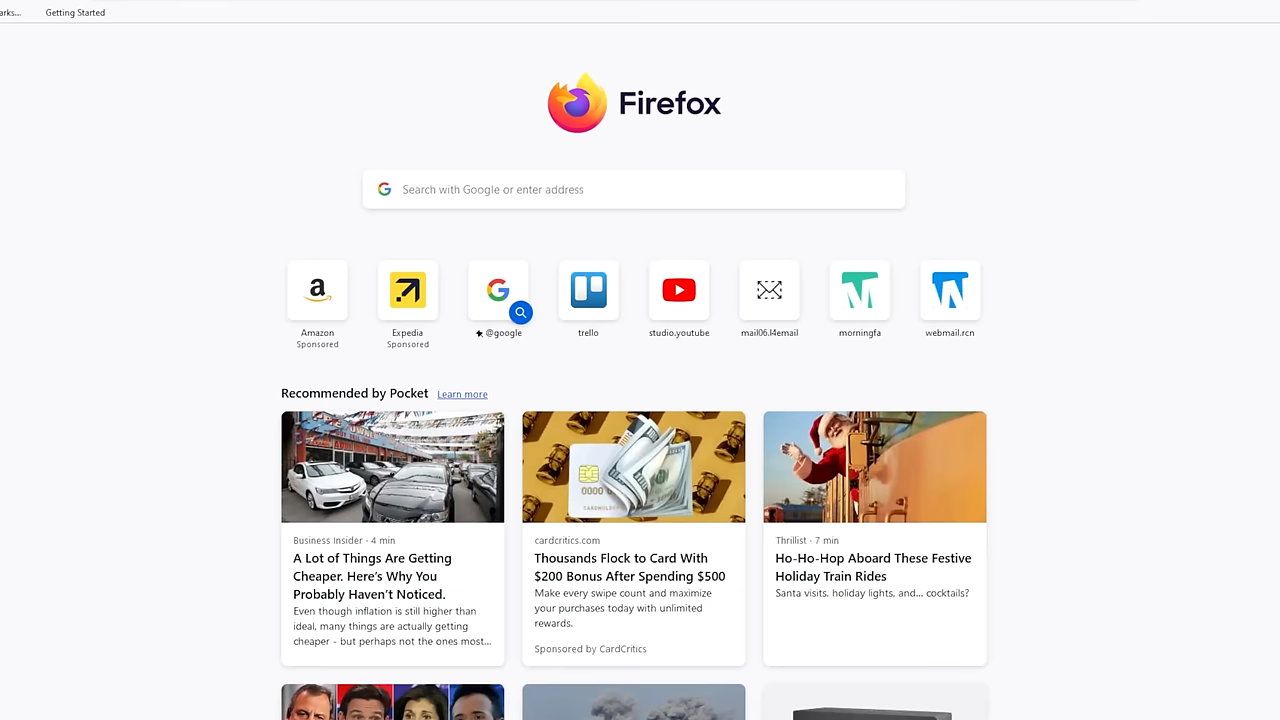 arks...
Getting Started
Firefox
Search with Google or enter address
Amazon
Sponsored
Expedia
Sponsored
@google
trello
studio.youtube
mail06.l4email
morningfa
webmail.rcn
Recommended by Pocket Learn more
Business Insider · 4 min
A Lot of Things Are Getting
Cheaper. Here’s Why You
Probably Haven’t Noticed.
Even though inflation is still higher than
ideal, many things are actually getting
cheaper - but perhaps not the ones most...
0000 0
CARDHOL
cardcritics.com
Thousands Flock to Card With
$200 Bonus After Spending $500
Make every swipe count and maximize
your purchases today with unlimited
rewards.
Sponsored by CardCritics
Thrillist · 7 min
Ho-Ho-Hop Aboard These Festive
Holiday Train Rides
Santa visits, holiday lights, and... cocktails?